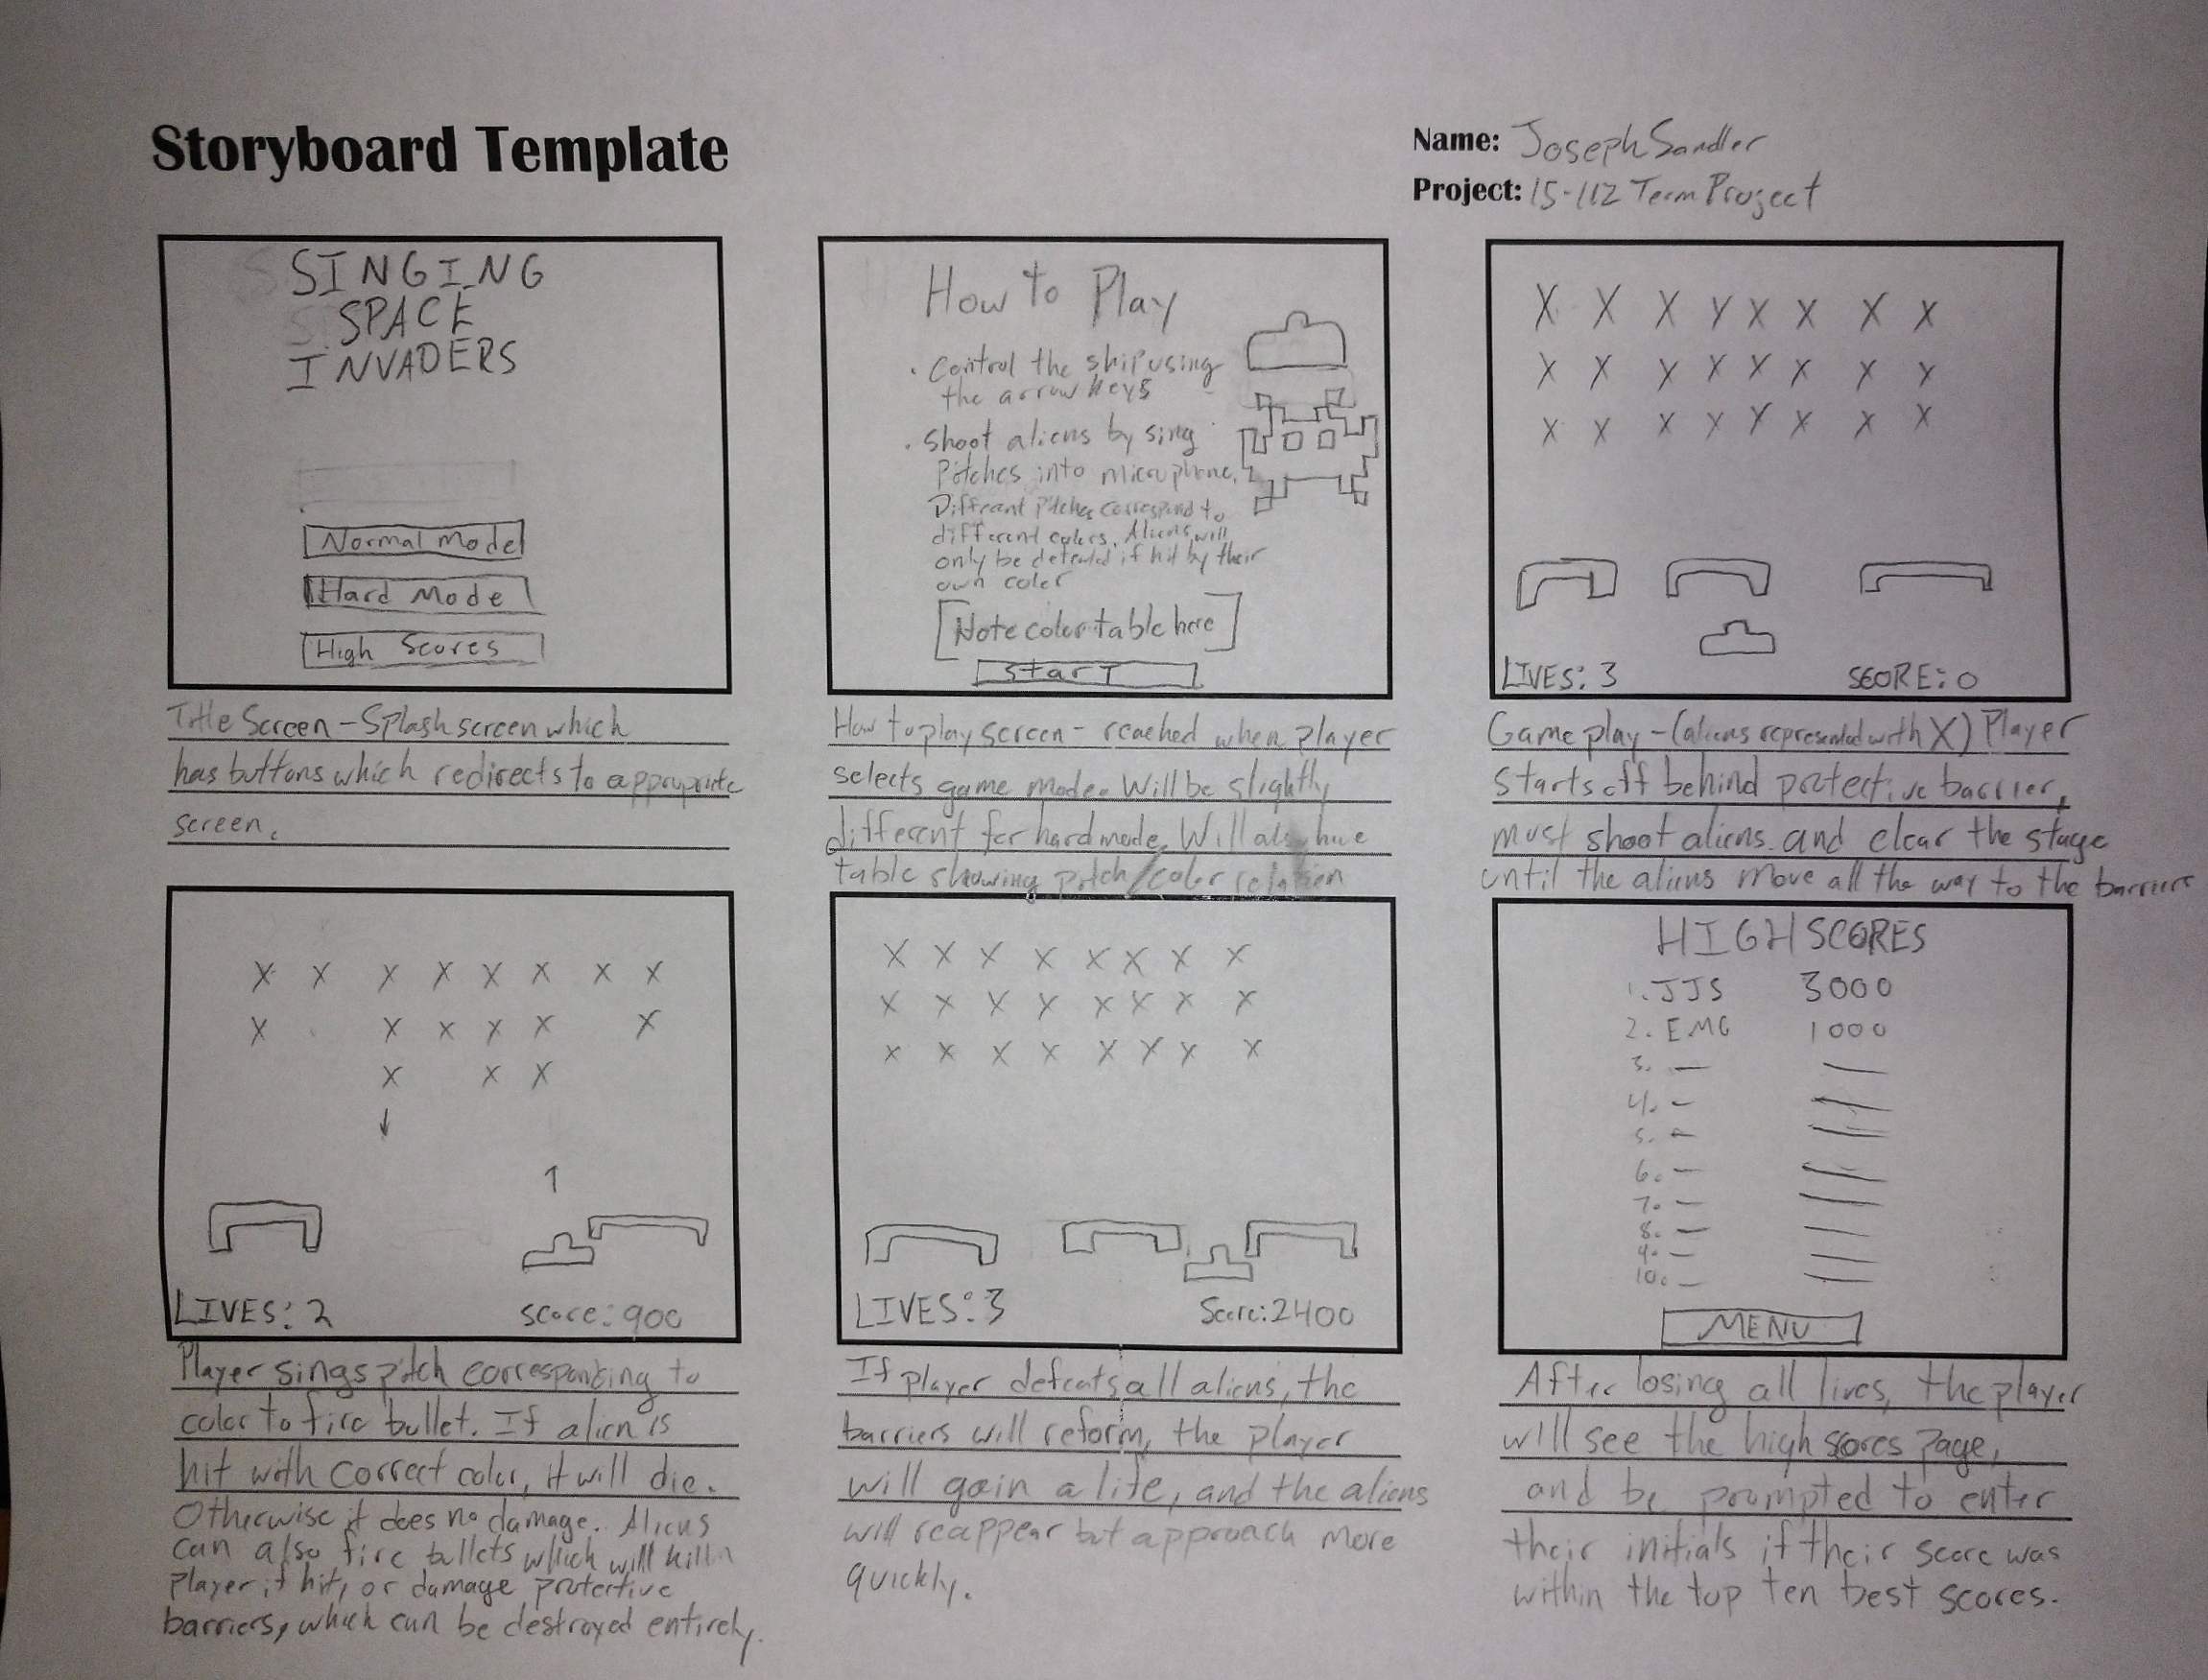 Storyboard Template
Name: Joseph Sandler
Project: 15-112 Term Project
SINGING
SPACE
INVADERS
Normal Mode
Hard Mode
High Scores
Title Screen - Splash screen which
has buttons which redirects to appropriate
screen.
How to Play
• Control the ship using
the arrow keys
• Shoot aliens by sing
Pitches into microphone.
Different pitches correspond to
different colors. Aliens will
only be defeated if hit by their
own color
[Note color table here]
Start
How to play screen - reached when player
selects game mode. Will be slightly
different for hard mode. Will also have
table showing pitch/color relation
X X X X X X X X
X X X X X X X X
X X X X X X X X
LIVES: 3 SCORE: 0
Gameplay - (aliens represented with X) Player
starts off behind protective barrier,
must shoot aliens and clear the stage
until the aliens move all the way to the barriers
X X X X X X X X
X X X X X X
X X X
LIVES: 2 score: 900
Player sings pitch corresponding to
color to fire bullet. If alien is
hit with correct color, it will die.
Otherwise it does no damage. Aliens
can also fire bullets which will kill
player if hit, or damage protective
barriers, which can be destroyed entirely.
X X X X X X X X
X X X X X X X X
X X X X X X X X
LIVES: 3 Score: 2400
If player defeats all aliens, the
barriers will reform, the player
will gain a life, and the aliens
will reappear but approach more
quickly.
HIGH SCORES
1. JJS 3000
2. EMG 1000
3. — —
4. — —
5. — —
6. — —
7. — —
8. — —
9. — —
10. — —
MENU
After losing all lives, the player
will see the high scores page,
and be prompted to enter
their initials if their score was
within the top ten best scores.